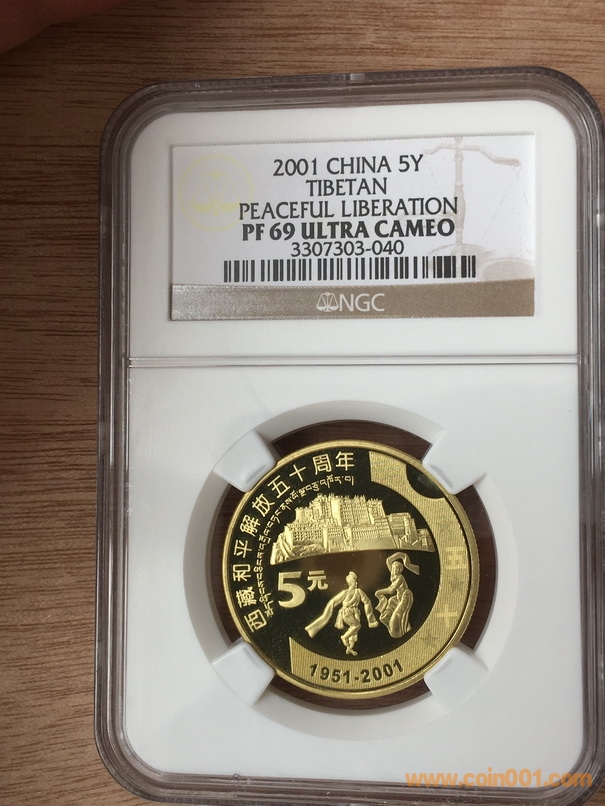 2001 CHINA 5Y
TIBETAN
PEACEFUL LIBERATION
PF 69 ULTRA CAMEO
3307303-040
NGC
西藏和平解放五十周年
5元
1951-2001
www.coin001.com